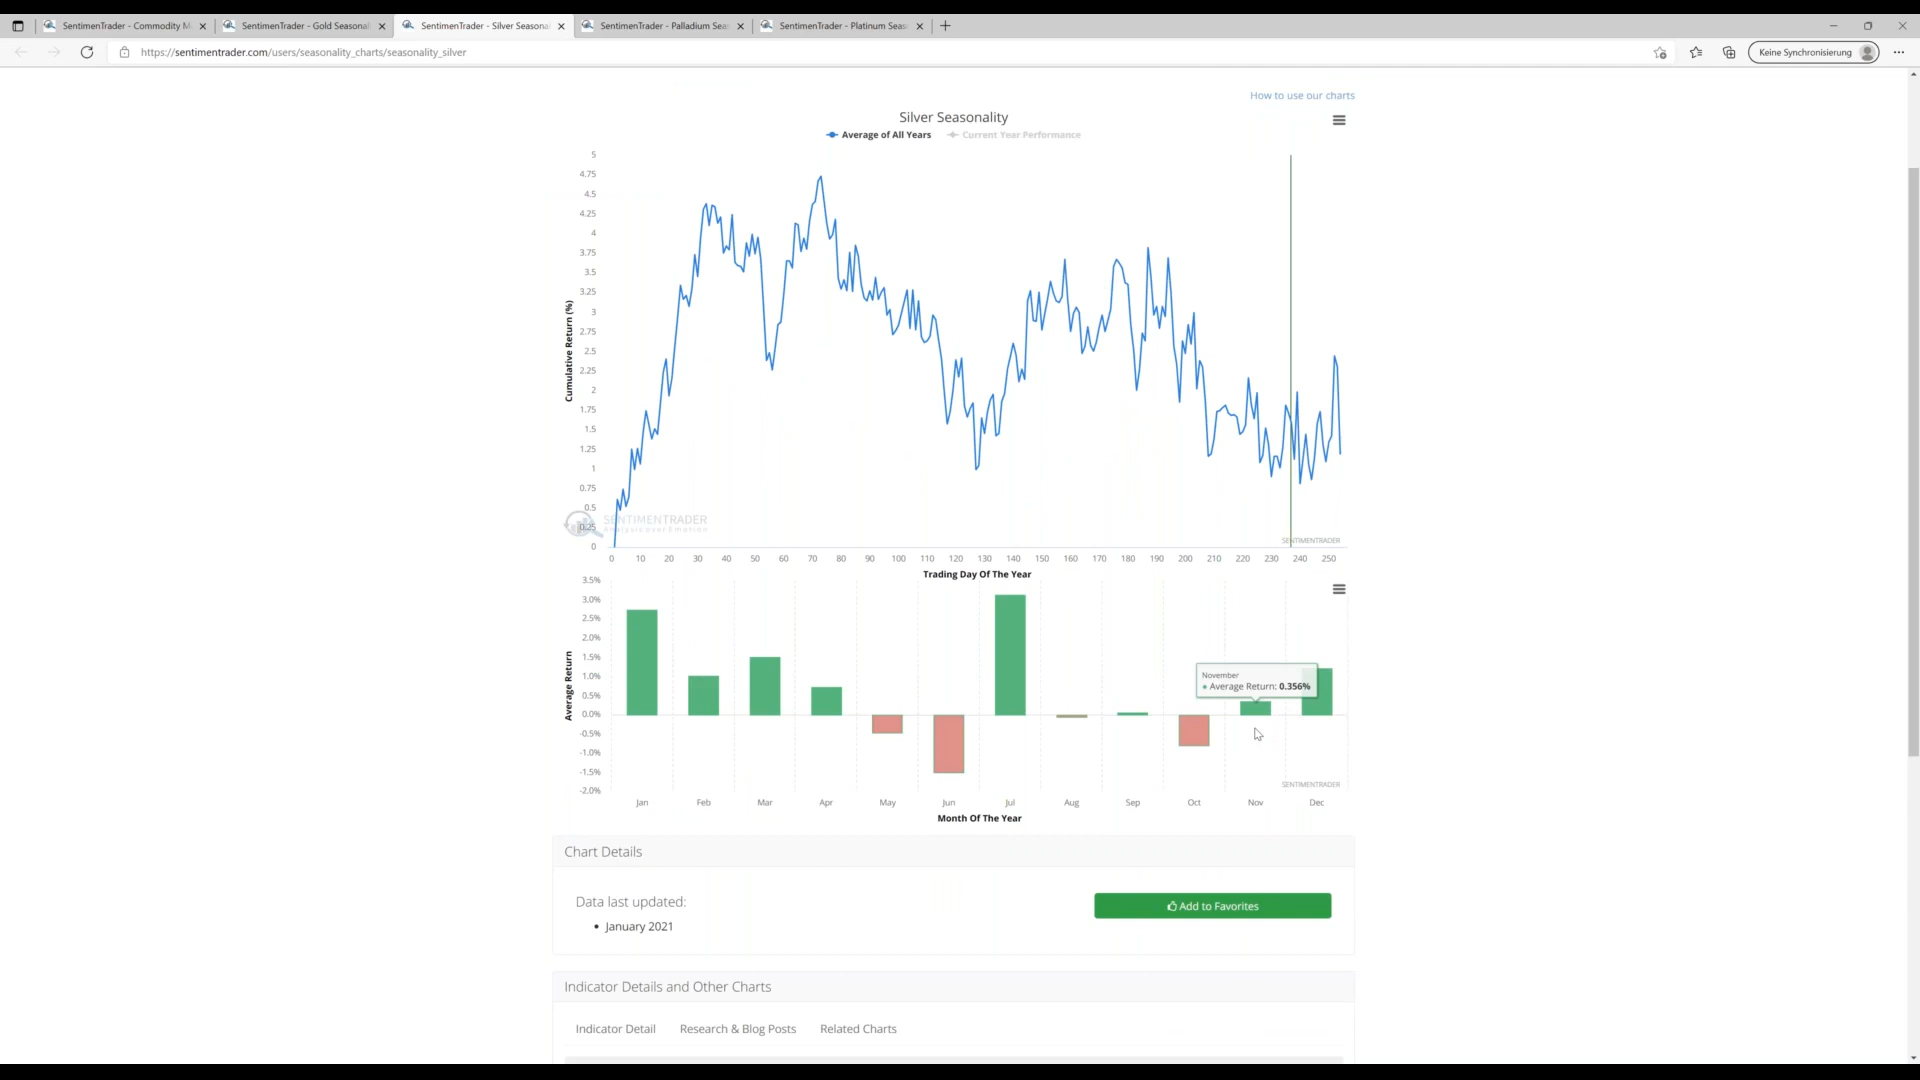 SentimenTrader - Commodity M
SentimenTrader - Gold Seasonal
SentimenTrader - Silver Seasona
SentimenTrader - Palladium Sea
SentimenTrader - Platinum Seas
https://sentimentrader.com/users/seasonality_charts/seasonality_silver
Keine Synchronisierung
How to use our charts
Silver Seasonality
Average of All Years
Current Year Performance
5
4.75
4.5
4.25
4
3.75
3.5
3.25
3
2.75
2.5
2.25
2
1.75
1.5
1.25
1
0.75
0.5
0.25
0
Cumulative Return (%)
SENTIMENTRADER
Analysis over Emotion
SENTIMENTRADER
0 10 20 30 40 50 60 70 80 90 100 110 120 130 140 150 160 170 180 190 200 210 220 230 240 250
Trading Day Of The Year
3.5%
3.0%
2.5%
2.0%
1.5%
1.0%
0.5%
0.0%
-0.5%
-1.0%
-1.5%
-2.0%
Average Return
November
Average Return: 0.356%
SENTIMENTRADER
Jan Feb Mar Apr May Jun Jul Aug Sep Oct Nov Dec
Month Of The Year
Chart Details
Data last updated:
January 2021
Add to Favorites
Indicator Details and Other Charts
Indicator Detail Research & Blog Posts Related Charts